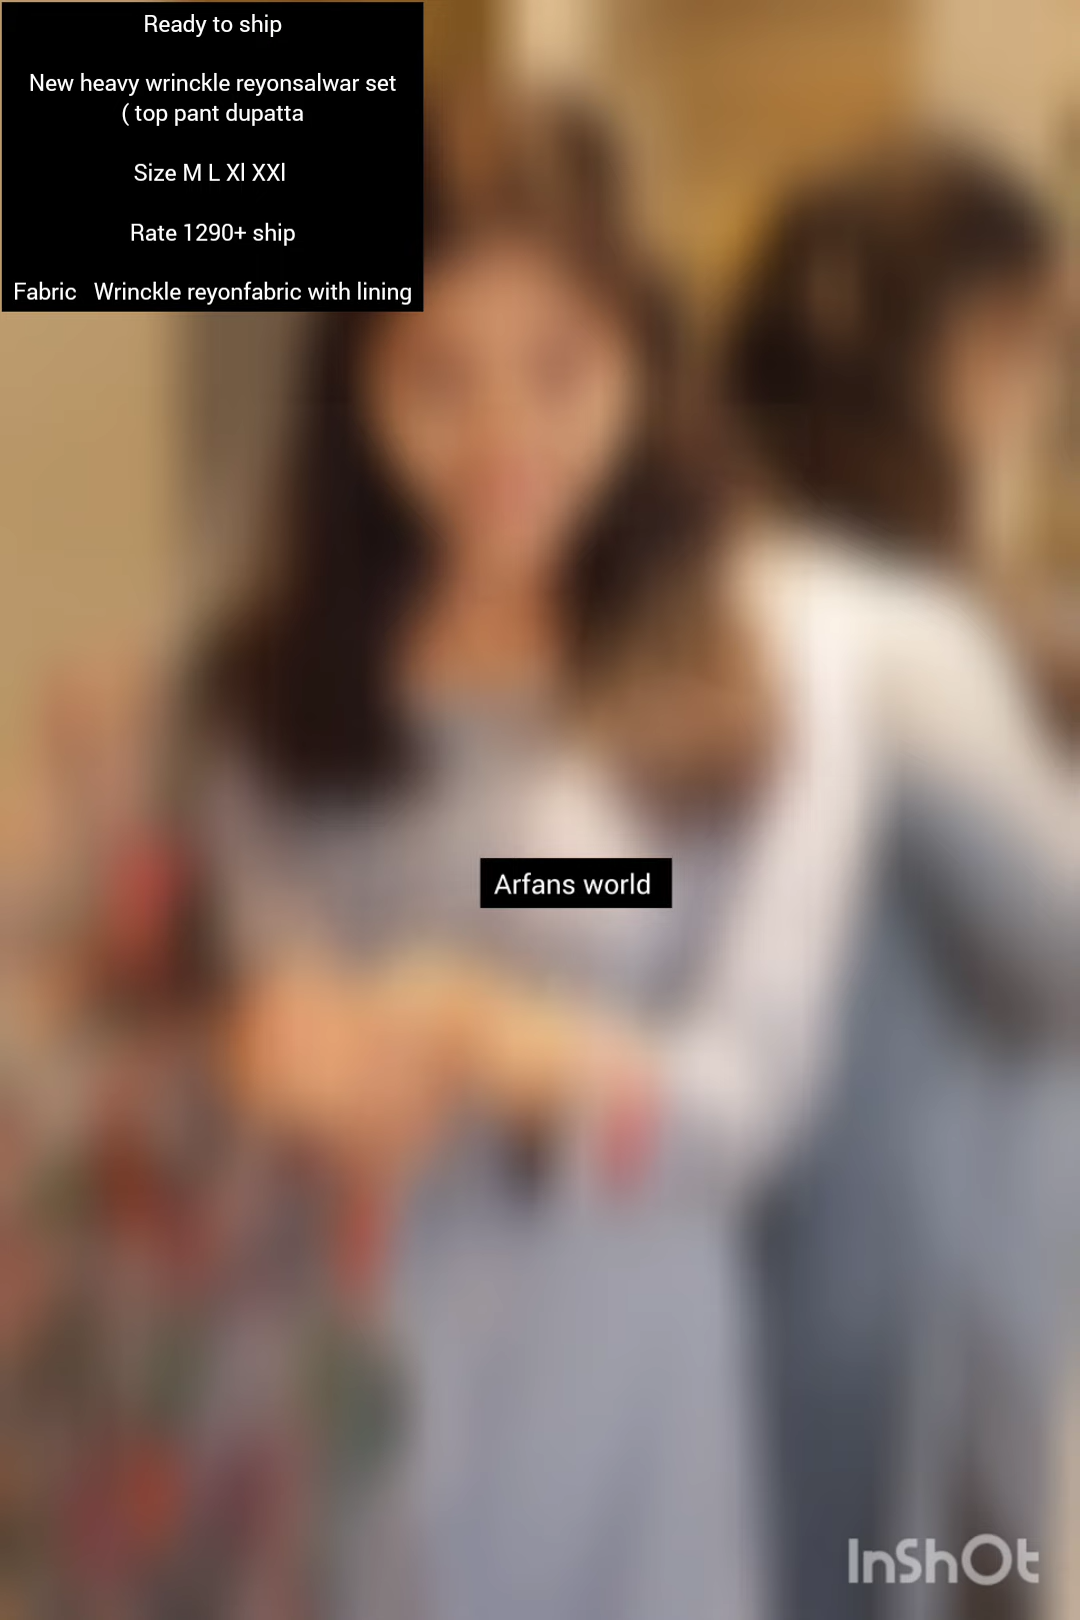 Ready to ship
New heavy wrinckle reyonsalwar set
( top pant dupatta
Size M L Xl XXl
Rate 1290+ ship
Fabric Wrinckle reyonfabric with lining
Arfans world
InShOt